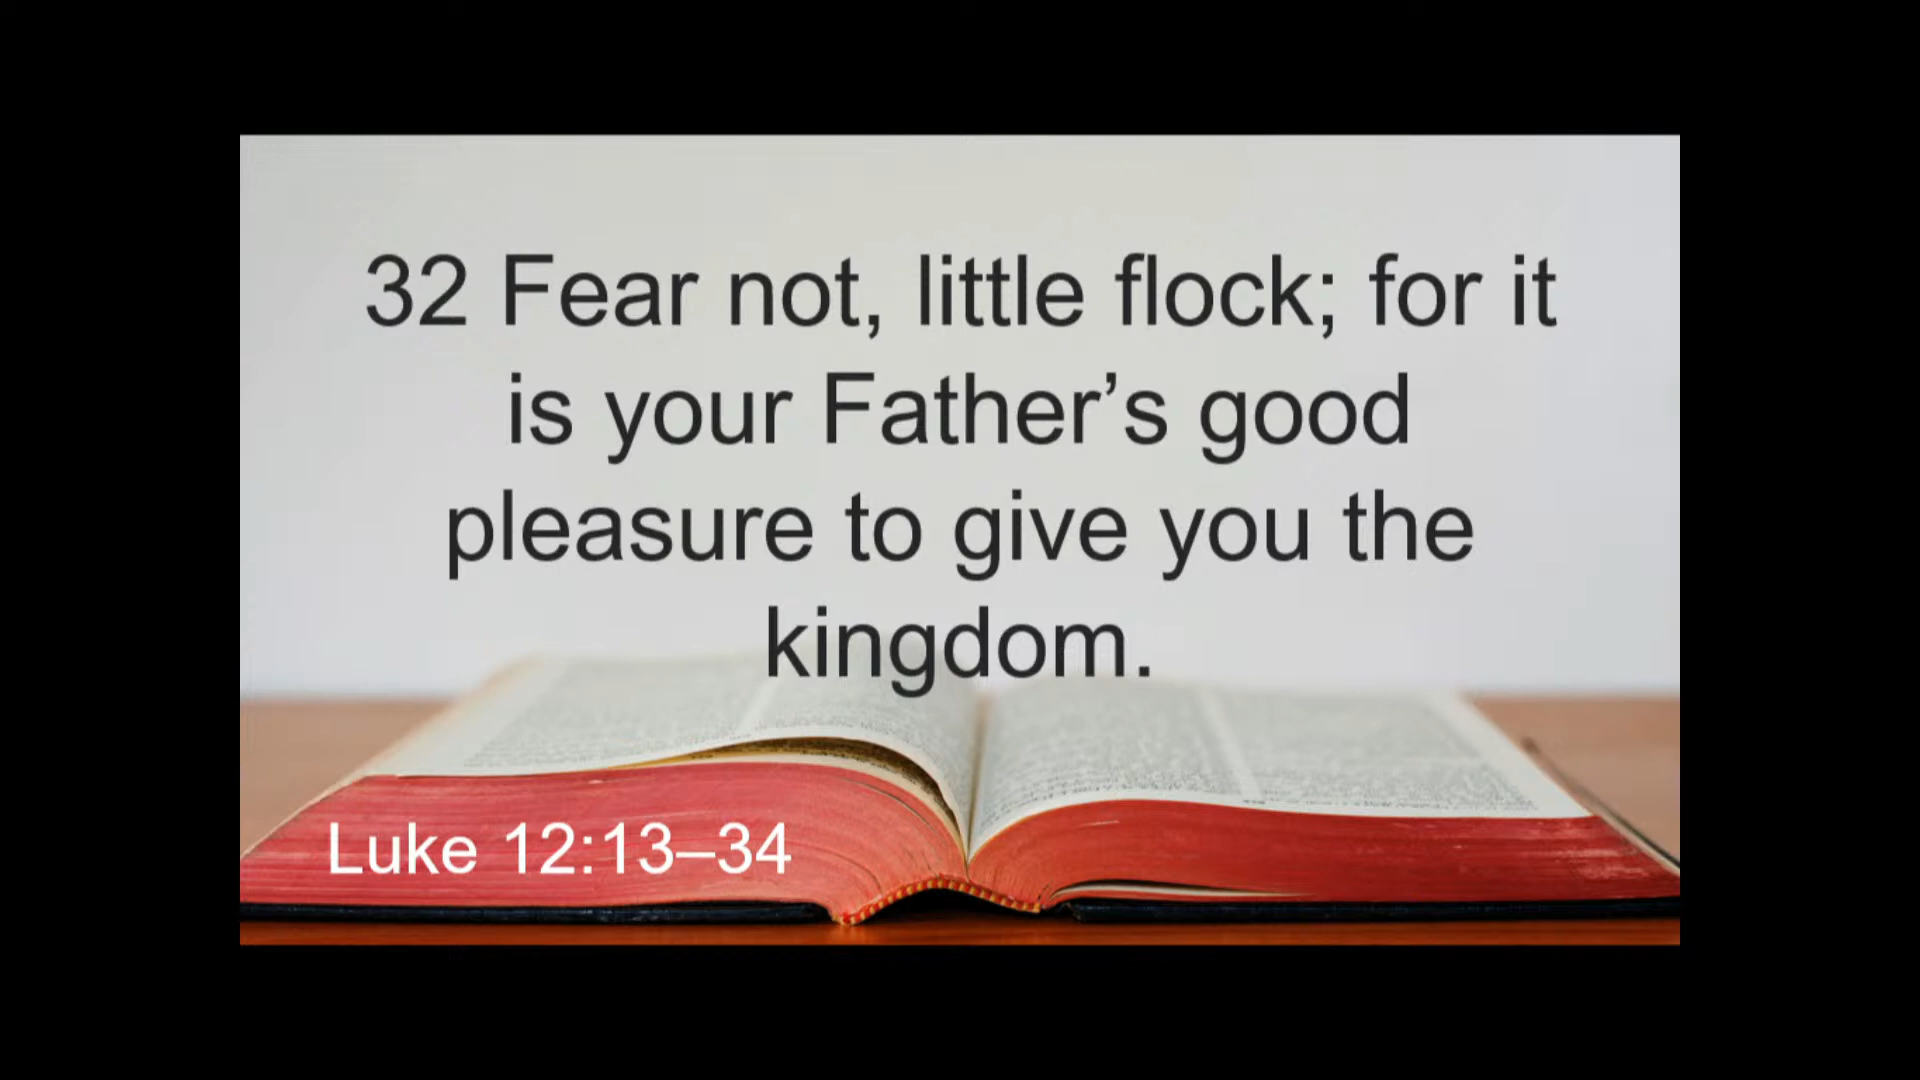 32 Fear not, little flock; for it
is your Father’s good
pleasure to give you the
kingdom.
Luke 12:13–34